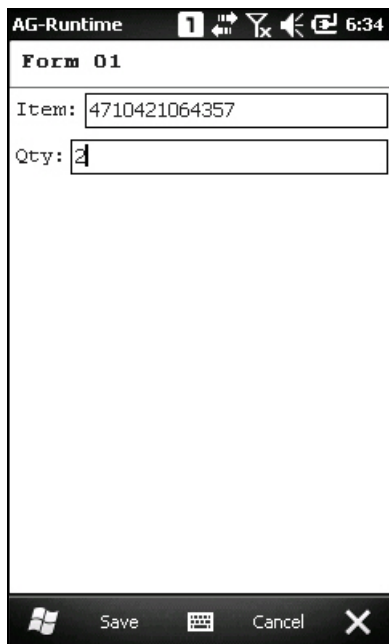 AG-Runtime 1 6:34
Form 01
Item: 4710421064357
Qty: 2
Save Cancel